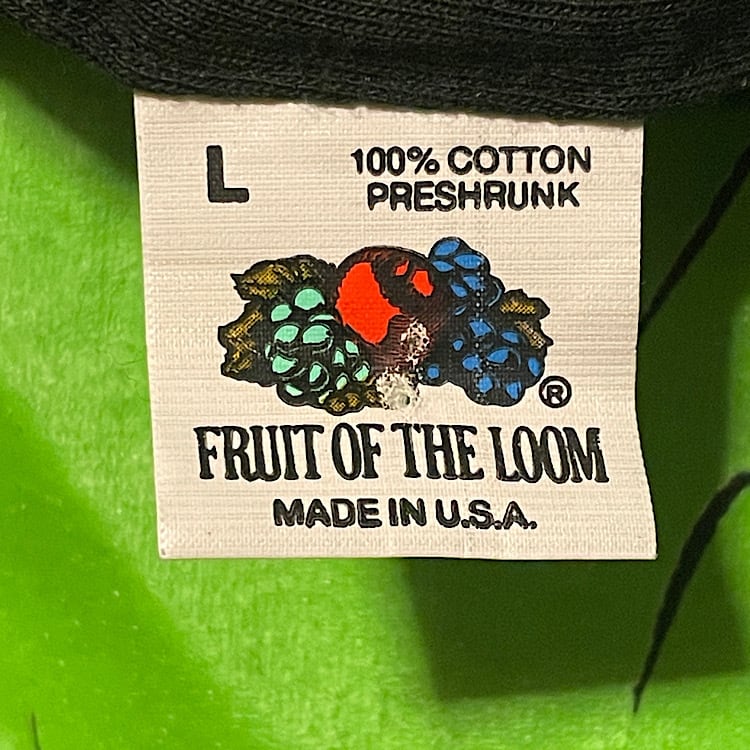 L
100% COTTON
PRESHRUNK
®
FRUIT OF THE LOOM
MADE IN U.S.A.